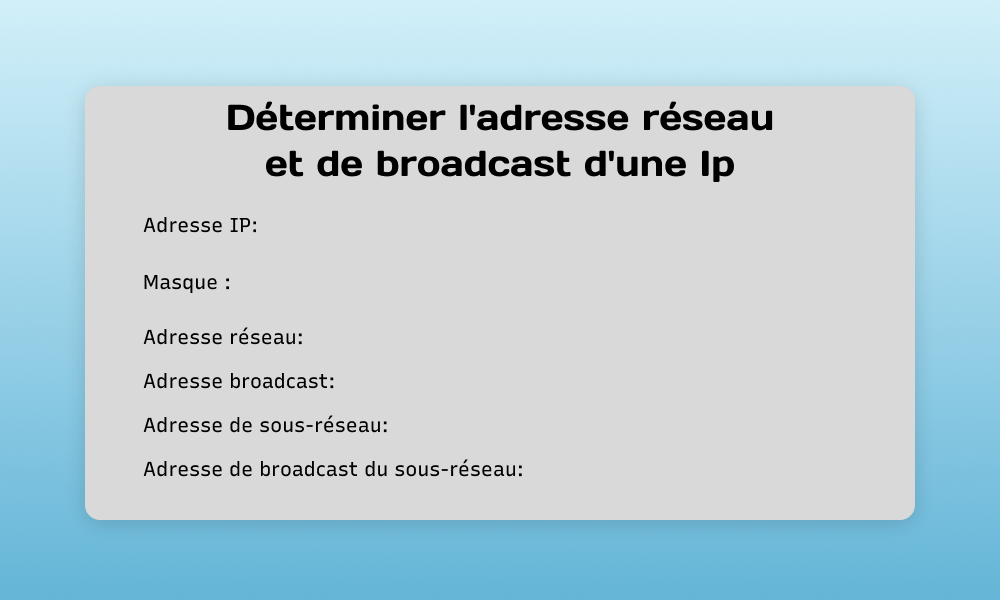 Déterminer l'adresse réseau
et de broadcast d'une Ip
Adresse IP:
Masque :
Adresse réseau:
Adresse broadcast:
Adresse de sous-réseau:
Adresse de broadcast du sous-réseau: